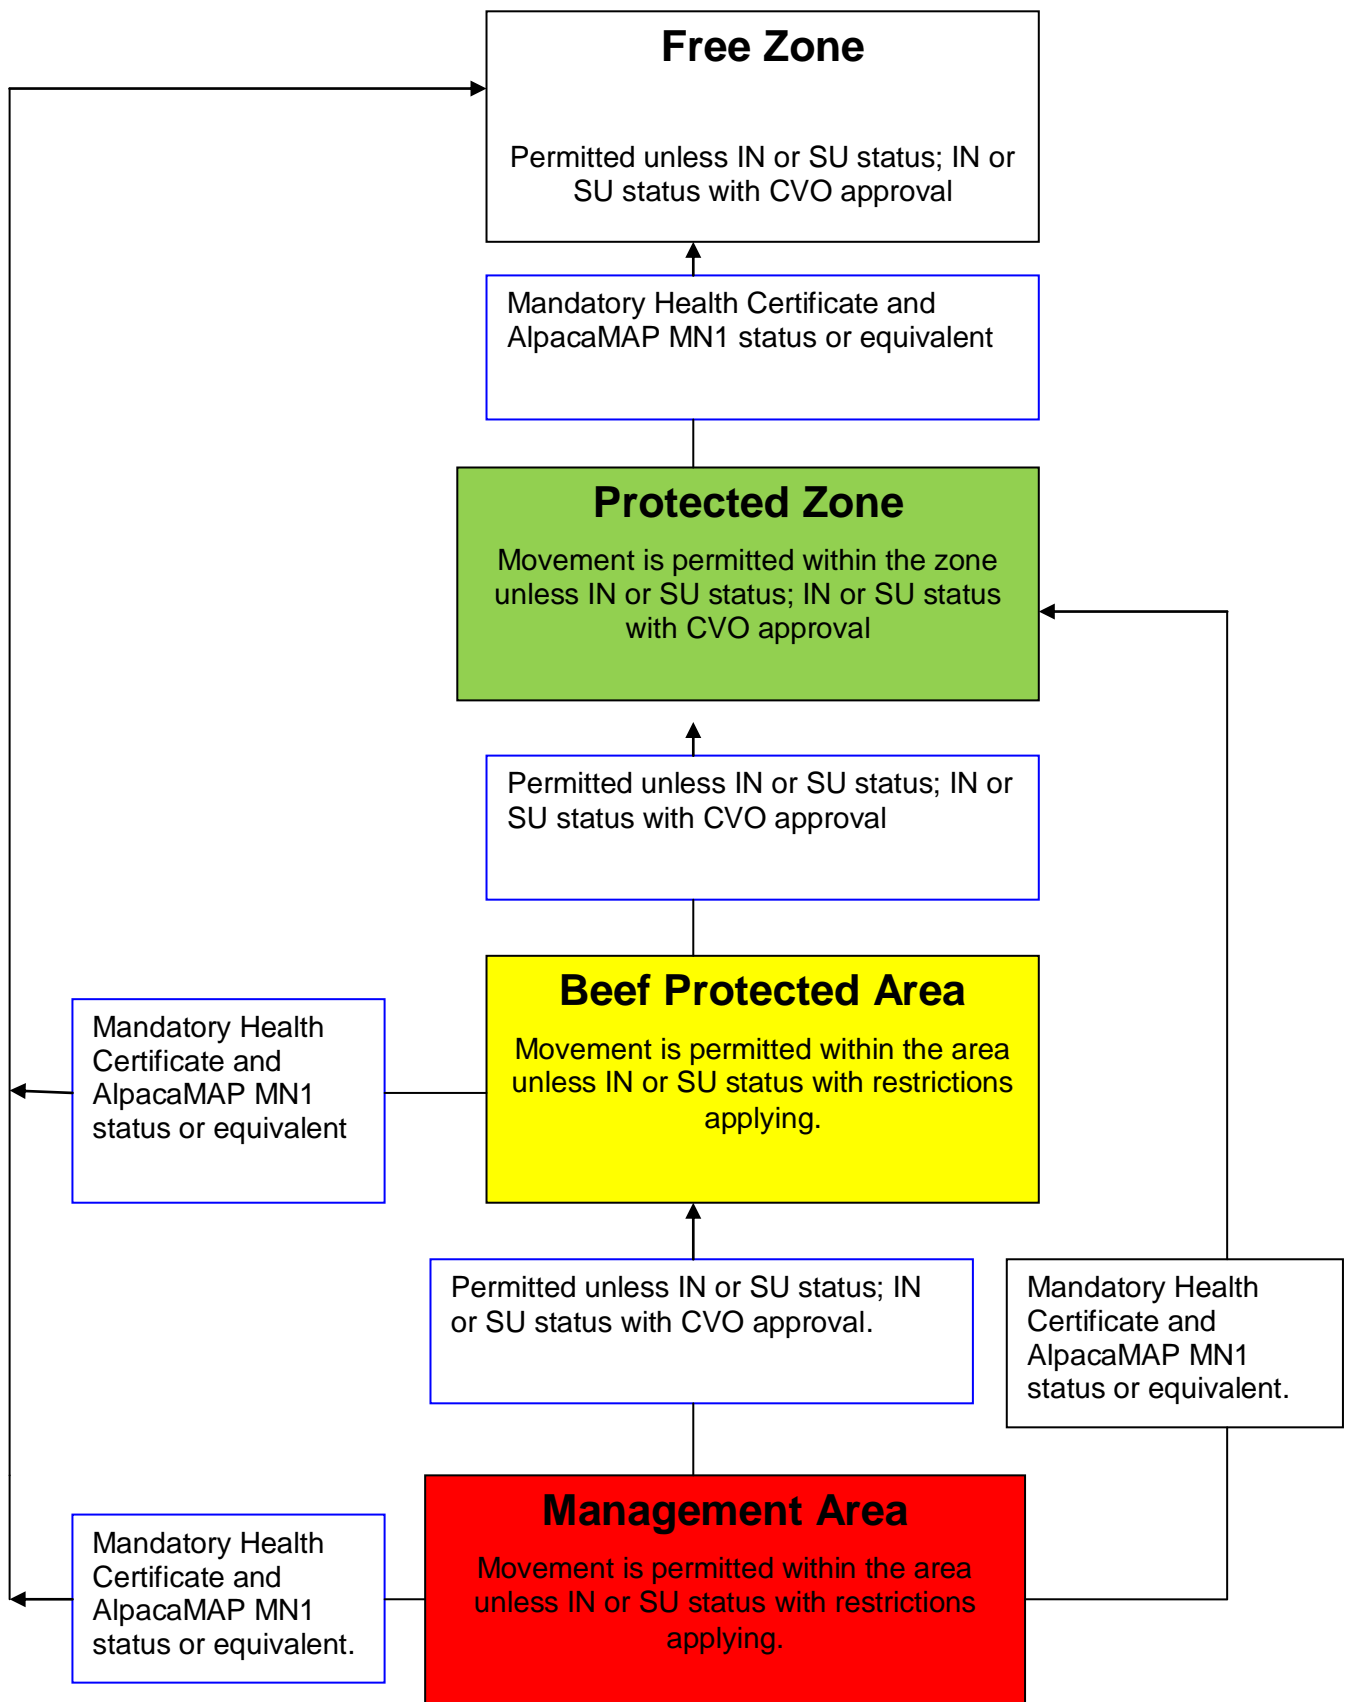 Free Zone
Permitted unless IN or SU status; IN or
SU status with CVO approval
Mandatory Health Certificate and
AlpacaMAP MN1 status or equivalent
Protected Zone
Movement is permitted within the zone
unless IN or SU status; IN or SU status
with CVO approval
Permitted unless IN or SU status; IN or
SU status with CVO approval
Beef Protected Area
Movement is permitted within the area
unless IN or SU status with restrictions
applying.
Mandatory Health
Certificate and
AlpacaMAP MN1
status or equivalent
Permitted unless IN or SU status; IN
or SU status with CVO approval.
Mandatory Health
Certificate and
AlpacaMAP MN1
status or equivalent.
Management Area
Movement is permitted within the area
unless IN or SU status with restrictions
applying.
Mandatory Health
Certificate and
AlpacaMAP MN1
status or equivalent.